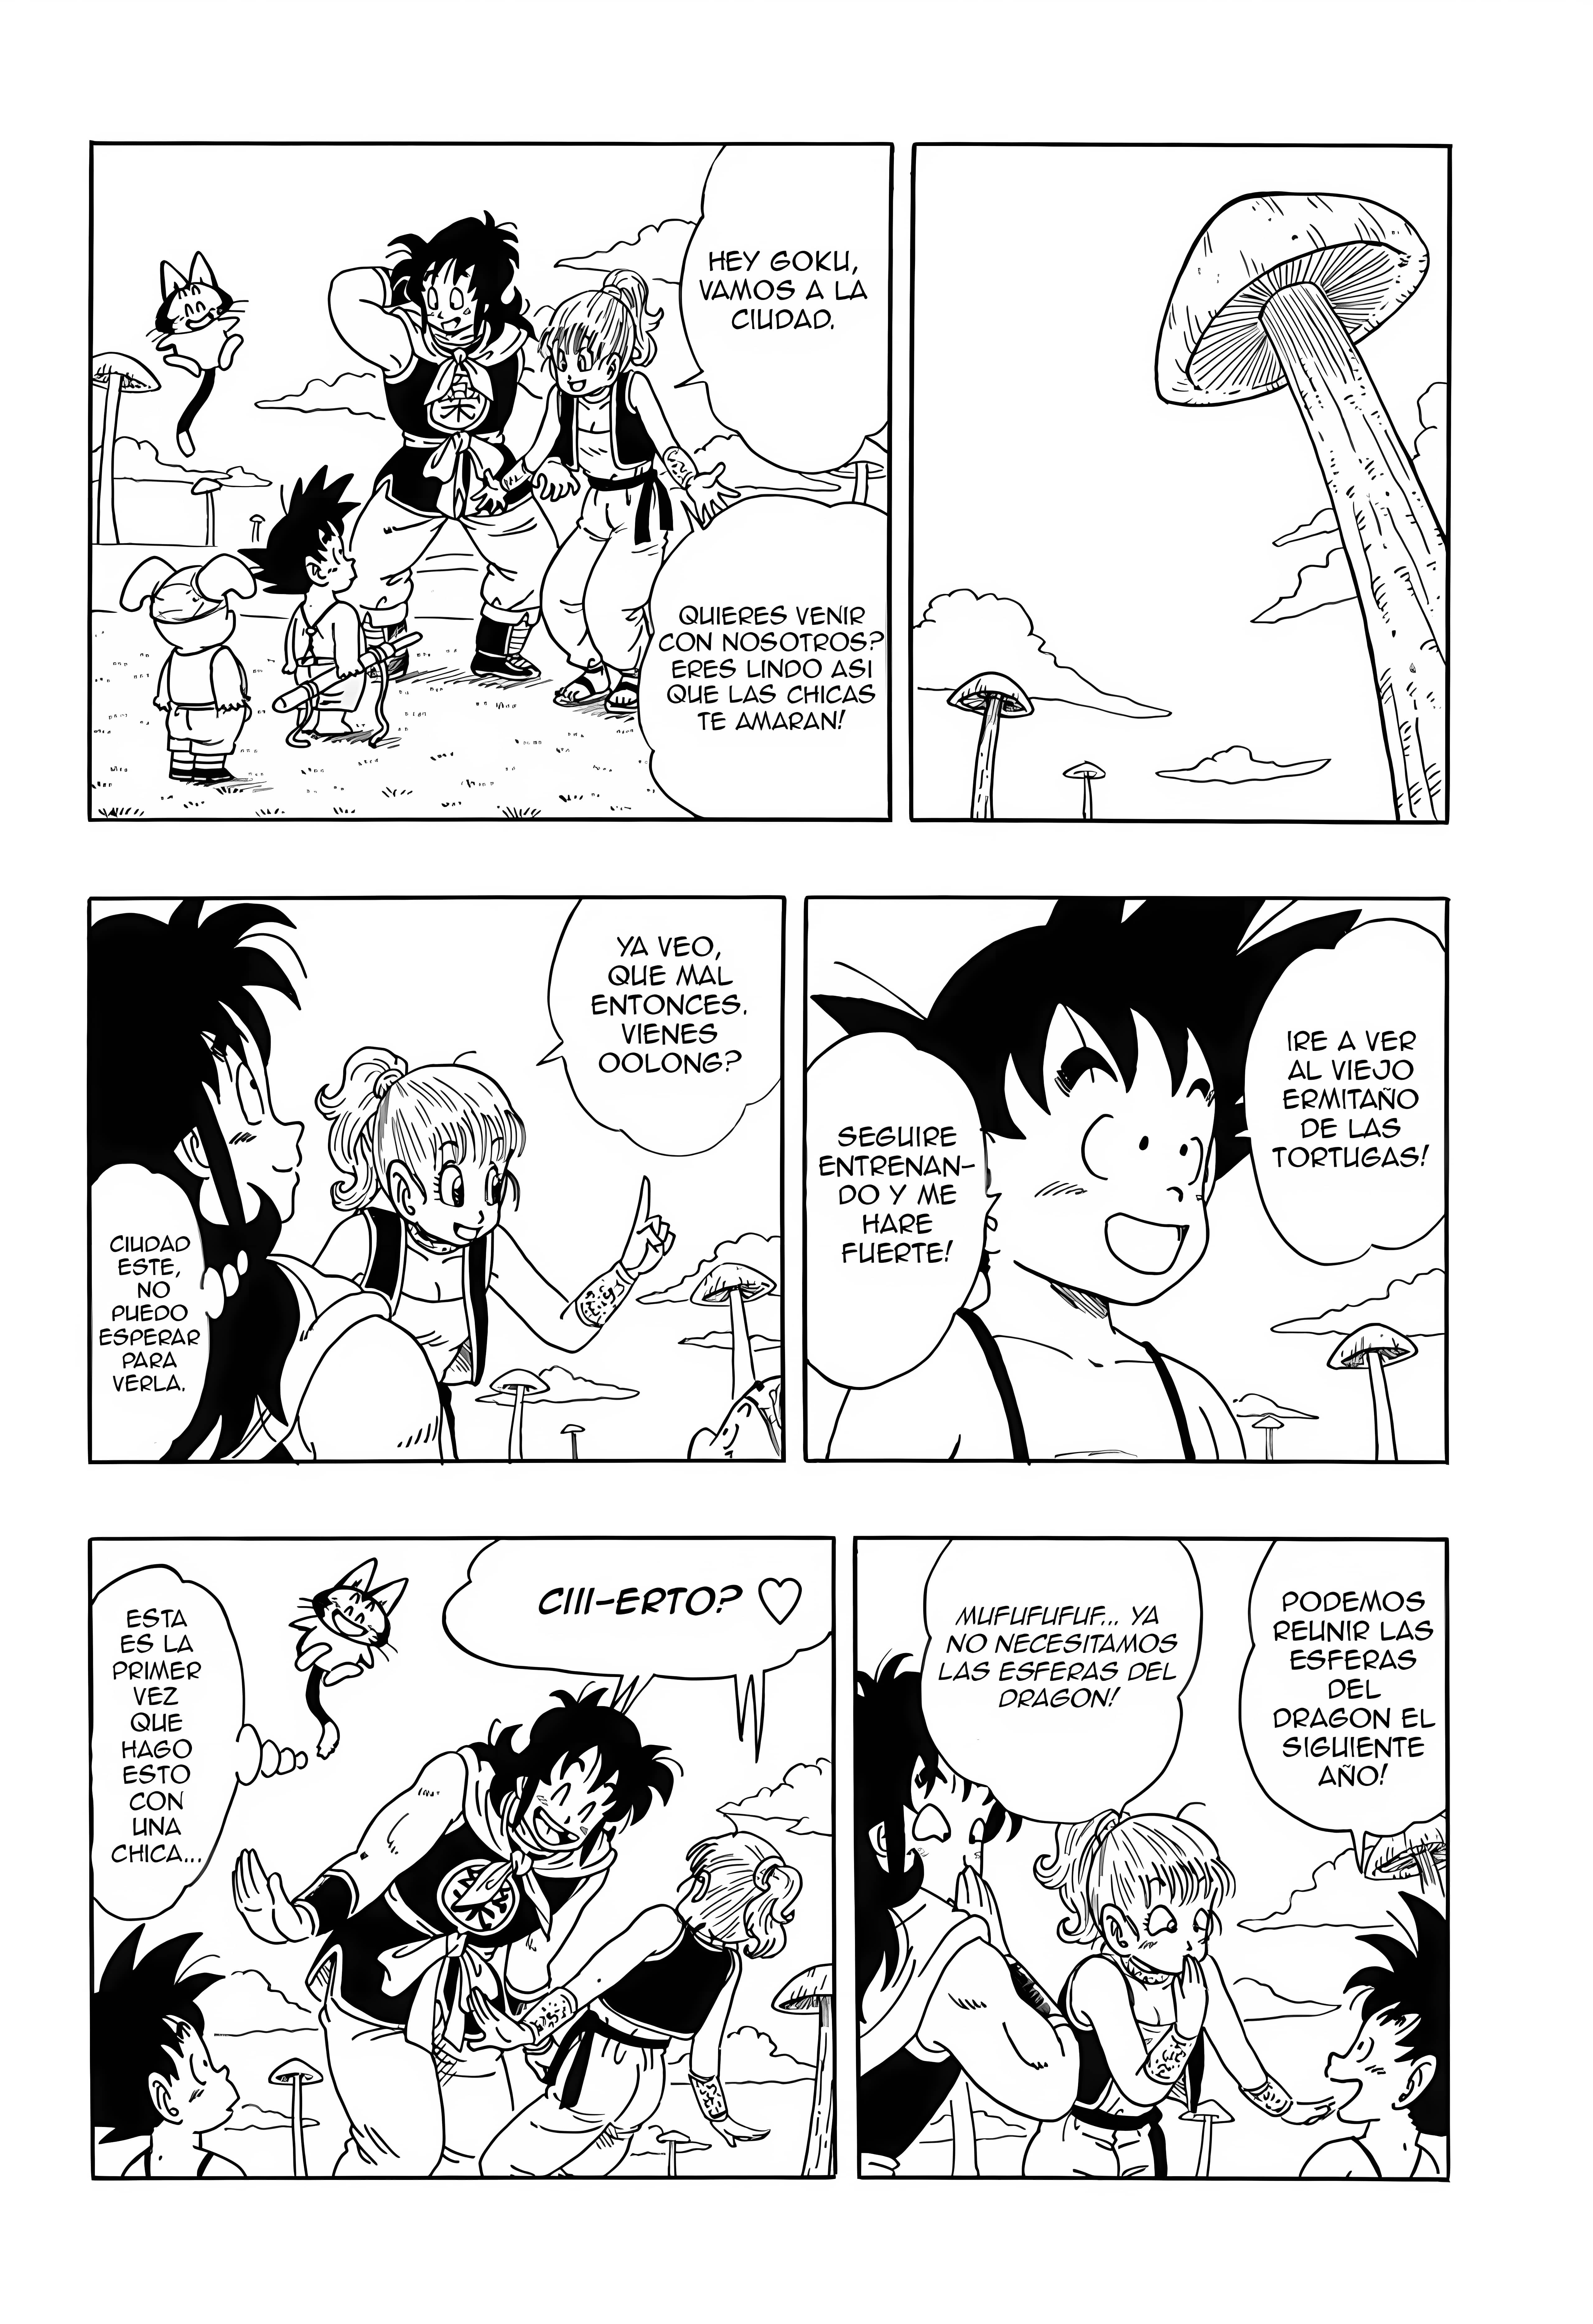 HEY GOKU,
VAMOS A LA
CIUDAD.
QUIERES VENIR
CON NOSOTROS?
ERES LINDO ASI
QUE LAS CHICAS
TE AMARAN!
IRE A VER
AL VIEJO
ERMITAÑO
DE LAS
TORTUGAS!
SEGUIRE
ENTRENAN-
DO Y ME
HARE
FUERTE!
YA VEO,
QUE MAL
ENTONCES.
VIENES
OOLONG?
CIUDAD
ESTE,
NO
PUEDO
ESPERAR
PARA
VERLA.
PODEMOS
REUNIR LAS
ESFERAS
DEL
DRAGON EL
SIGUIENTE
AÑO!
MUFUFUFUF... YA
NO NECESITAMOS
LAS ESFERAS DEL
DRAGON!
CIII-ERTO? ♡
ESTA
ES LA
PRIMER
VEZ
QUE
HAGO
ESTO
CON
UNA
CHICA...